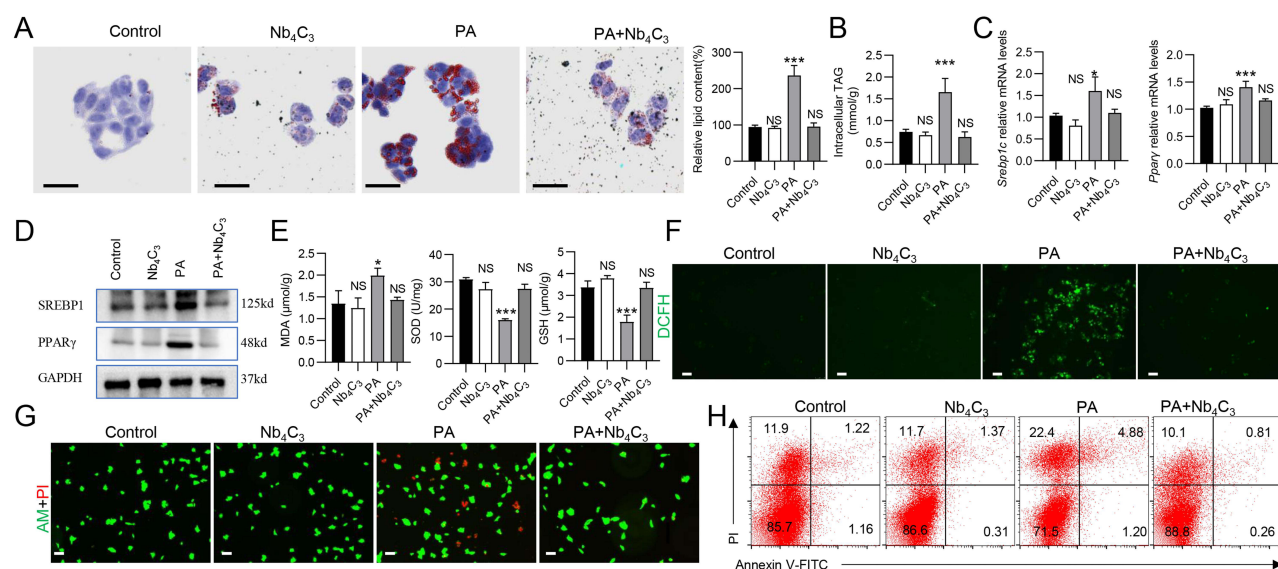 A
Control
Nb₄C₃
PA
PA+Nb₄C₃
Relative lipid content(%)
400
300
200
100
0
NS
***
NS
Control
Nb₄C₃
PA
PA+Nb₄C₃
B
Intracellular TAG
(mmol/g)
2.5
2.0
1.5
1.0
0.5
0.0
NS
***
NS
Control
Nb₄C₃
PA
PA+Nb₄C₃
C
Srebp1c relative mRNA levels
2.5
2.0
1.5
1.0
0.5
0.0
NS
*
NS
Control
Nb₄C₃
PA
PA+Nb₄C₃
Pparγ relative mRNA levels
2.0
1.5
1.0
0.5
0.0
NS
***
NS
Control
Nb₄C₃
PA
PA+Nb₄C₃
D
Control
Nb₄C₃
PA
PA+Nb₄C₃
SREBP1
125kd
PPARγ
48kd
GAPDH
37kd
E
MDA (μmol/g)
2.5
2.0
1.5
1.0
0.5
0.0
NS
*
NS
Control
Nb₄C₃
PA
PA+Nb₄C₃
SOD (U/mg)
40
30
20
10
0
NS
***
NS
Control
Nb₄C₃
PA
PA+Nb₄C₃
GSH (μmol/g)
5
4
3
2
1
0
NS
***
NS
Control
Nb₄C₃
PA
PA+Nb₄C₃
F
Control
Nb₄C₃
PA
PA+Nb₄C₃
DCFH
G
Control
Nb₄C₃
PA
PA+Nb₄C₃
AM+PI
H
Control
Nb₄C₃
PA
PA+Nb₄C₃
11.9
1.22
85.7
1.16
11.7
1.37
86.6
0.31
22.4
4.88
71.5
1.20
10.1
0.81
88.8
0.26
PI
Annexin V-FITC